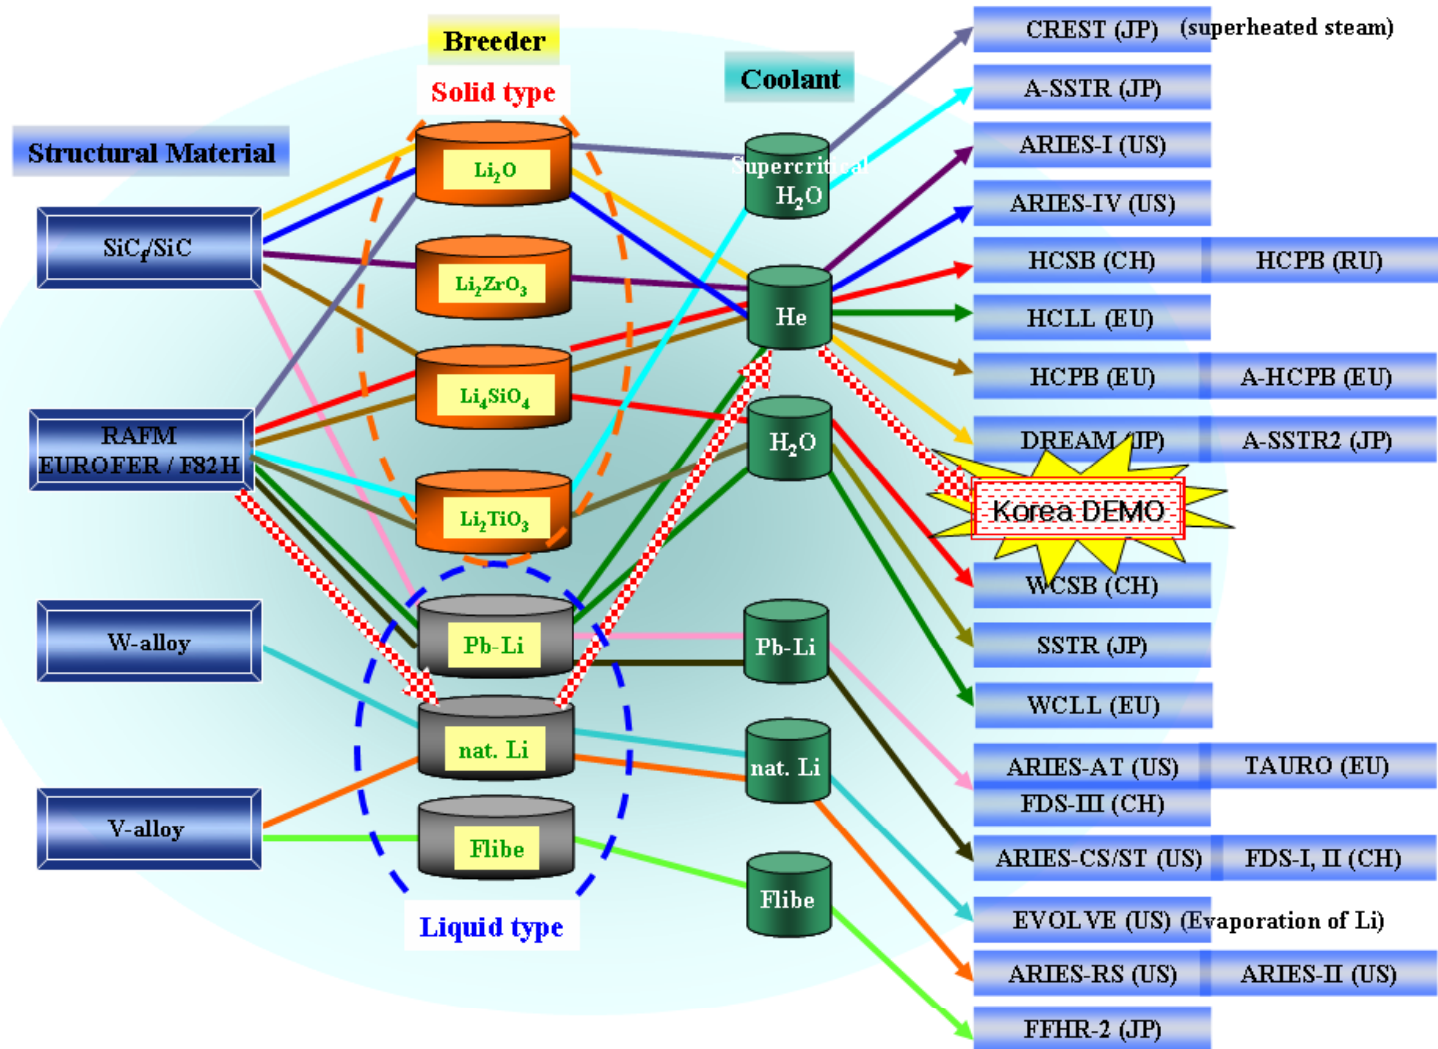 Breeder
Solid type
Coolant
Structural Material
CREST (JP) (superheated steam)
A-SSTR (JP)
ARIES-I (US)
ARIES-IV (US)
HCSB (CH) HCPB (RU)
HCLL (EU)
HCPB (EU) A-HCPB (EU)
DREAM (JP) A-SSTR2 (JP)
Korea DEMO
WCSB (CH)
SSTR (JP)
WCLL (EU)
ARIES-AT (US) TAURO (EU)
FDS-III (CH)
ARIES-CS/ST (US) FDS-I, II (CH)
EVOLVE (US) (Evaporation of Li)
ARIES-RS (US) ARIES-II (US)
FFHR-2 (JP)
SiCf/SiC
RAFM
EUROFER / F82H
W-alloy
V-alloy
Li2O
Li2ZrO3
Li4SiO4
Li2TiO3
Pb-Li
nat. Li
Flibe
Liquid type
Supercritical
H2O
He
H2O
Pb-Li
nat. Li
Flibe